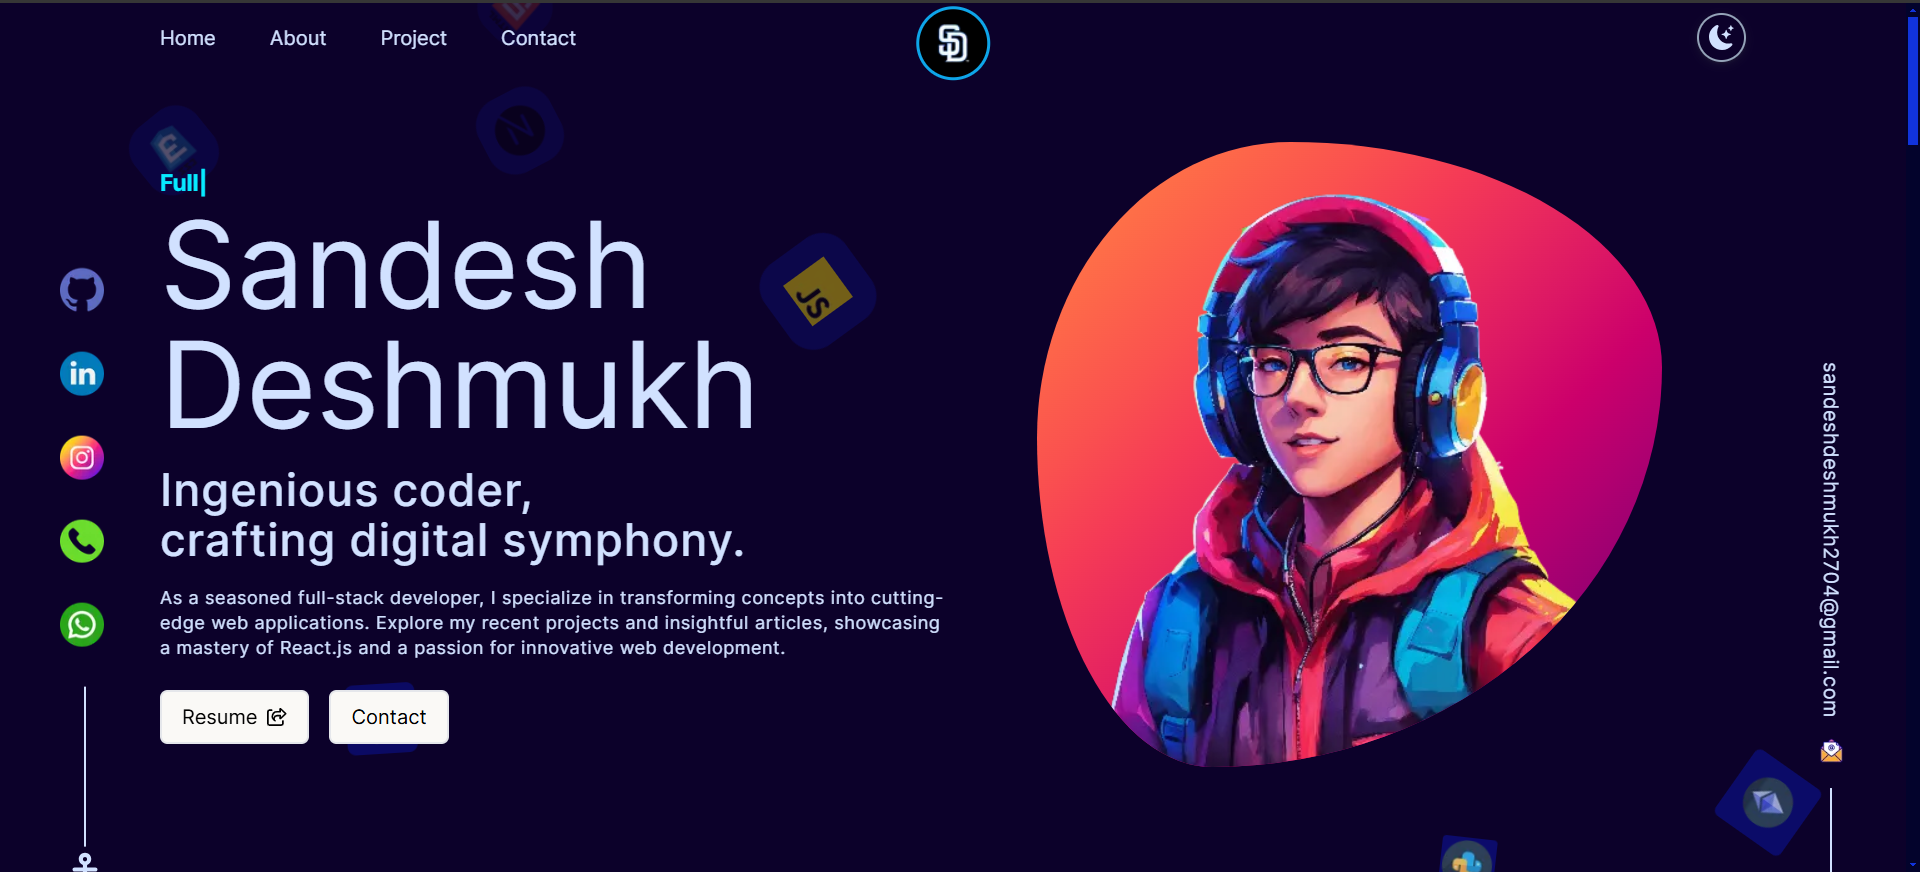 Home About Project Contact
SD
Full
Sandesh
Deshmukh
JS
Ingenious coder,
crafting digital symphony.
As a seasoned full-stack developer, I specialize in transforming concepts into cutting-
edge web applications. Explore my recent projects and insightful articles, showcasing
a mastery of React.js and a passion for innovative web development.
Resume Contact
in
sandeshdeshmukh2704@gmail.com